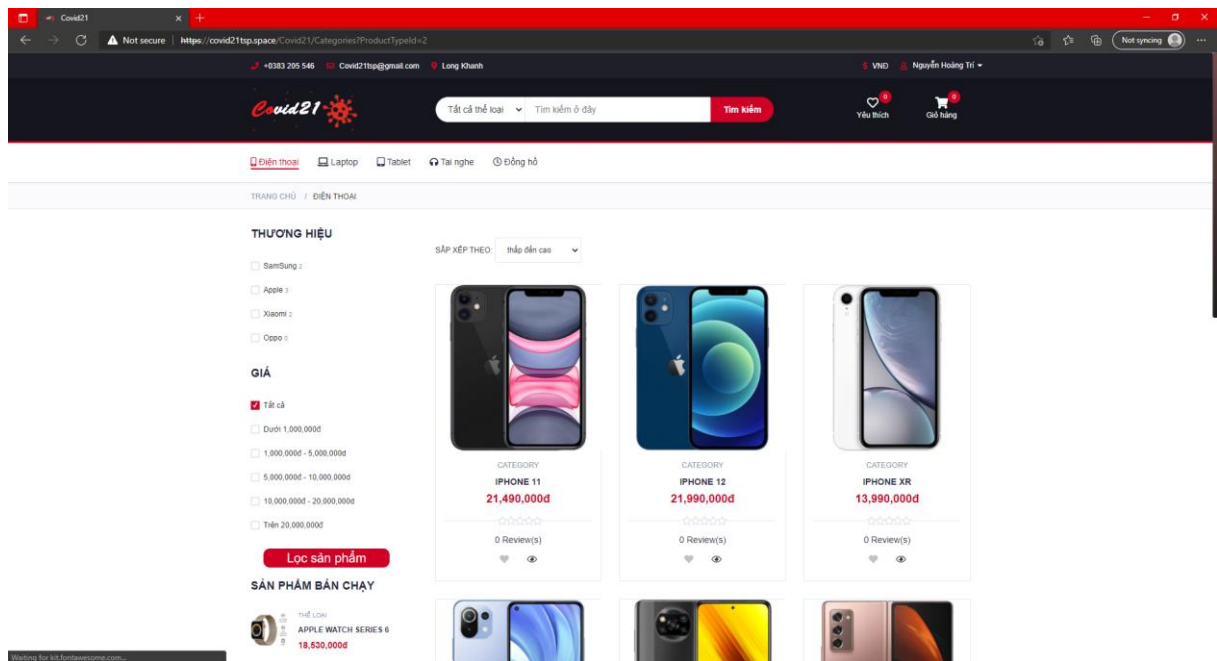 Covid21
Not secure https://covid21tsp.space/Covid21/Categories?ProductTypeId=2 Not syncing
+0383 205 546 Covid21tsp@gmail.com Long Khanh $ VNĐ Nguyễn Hoàng Trí
Covid21
Tất cả thể loại Tìm kiếm ở đây Tìm kiếm
0 0
Yêu thích Giỏ hàng
Điện thoại Laptop Tablet Tai nghe Đồng hồ
TRANG CHỦ / ĐIỆN THOẠI
THƯƠNG HIỆU
SamSung 2
Apple 3
Xiaomi 2
Oppo 0
GIÁ
Tất cả
Dưới 1,000,000đ
1,000,000đ - 5,000,000đ
5,000,000đ - 10,000,000đ
10,000,000đ - 20,000,000đ
Trên 20,000,000đ
Lọc sản phẩm
SẢN PHẨM BÁN CHẠY
THỂ LOẠI
APPLE WATCH SERIES 6
18,530,000đ
SẮP XẾP THEO: thấp đến cao
CATEGORY
IPHONE 11
21,490,000đ
0 Review(s)
CATEGORY
IPHONE 12
21,990,000đ
0 Review(s)
CATEGORY
IPHONE XR
13,990,000đ
0 Review(s)
Waiting for kit.fontawesome.com...